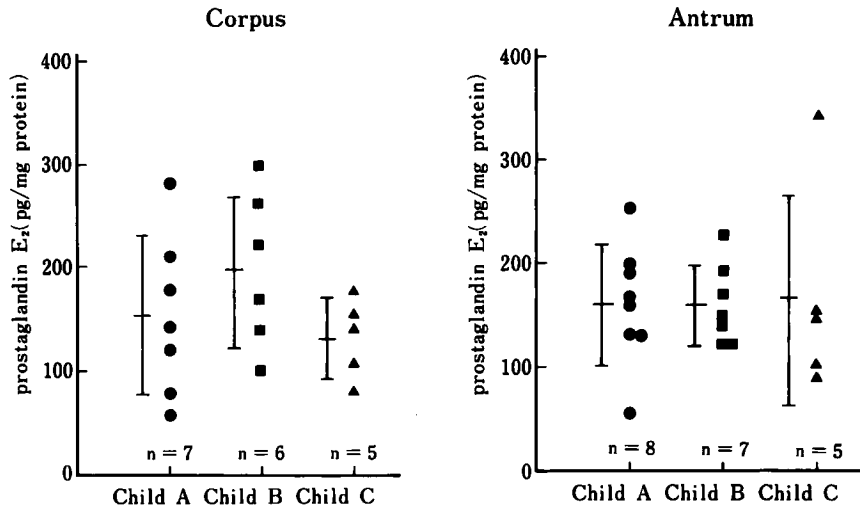 Corpus
prostaglandin E₂(pg/mg protein)
400
300
200
100
0
n = 7
n = 6
n = 5
Child A
Child B
Child C
Antrum
prostaglandin E₂(pg/mg protein)
400
300
200
100
0
n = 8
n = 7
n = 5
Child A
Child B
Child C